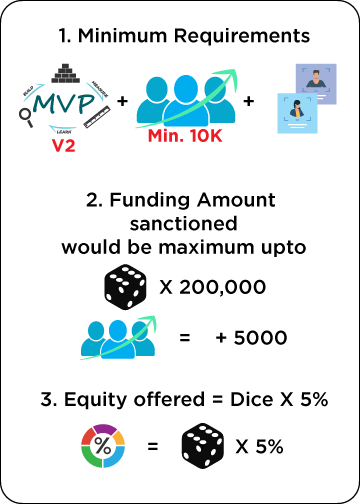 1. Minimum Requirements
BUILD
MEASURE
MVP
LEARN
+
+
V2
Min. 10K
2. Funding Amount
sanctioned
would be maximum upto
X 200,000
= + 5000
3. Equity offered = Dice X 5%
% = X 5%